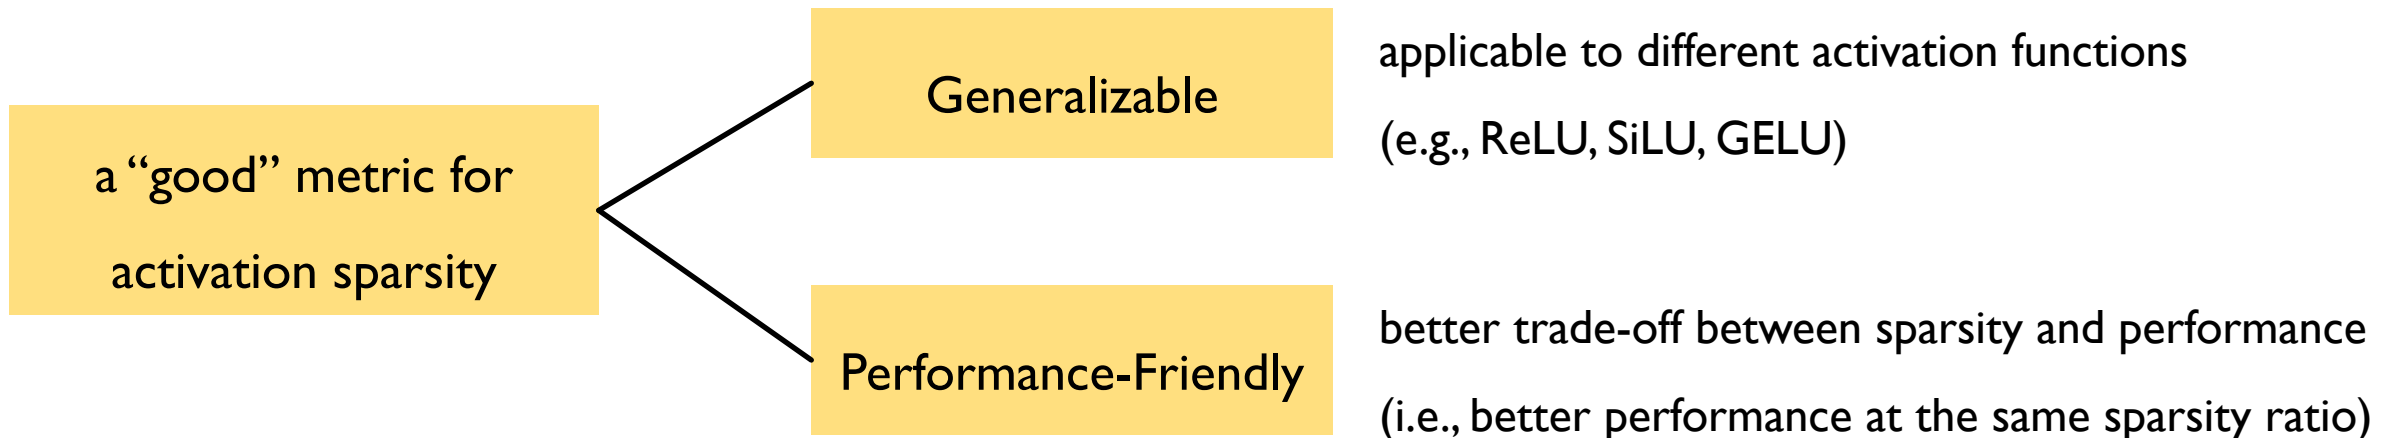 a “good” metric for
activation sparsity
Generalizable
applicable to different activation functions
(e.g., ReLU, SiLU, GELU)
Performance-Friendly
better trade-off between sparsity and performance
(i.e., better performance at the same sparsity ratio)